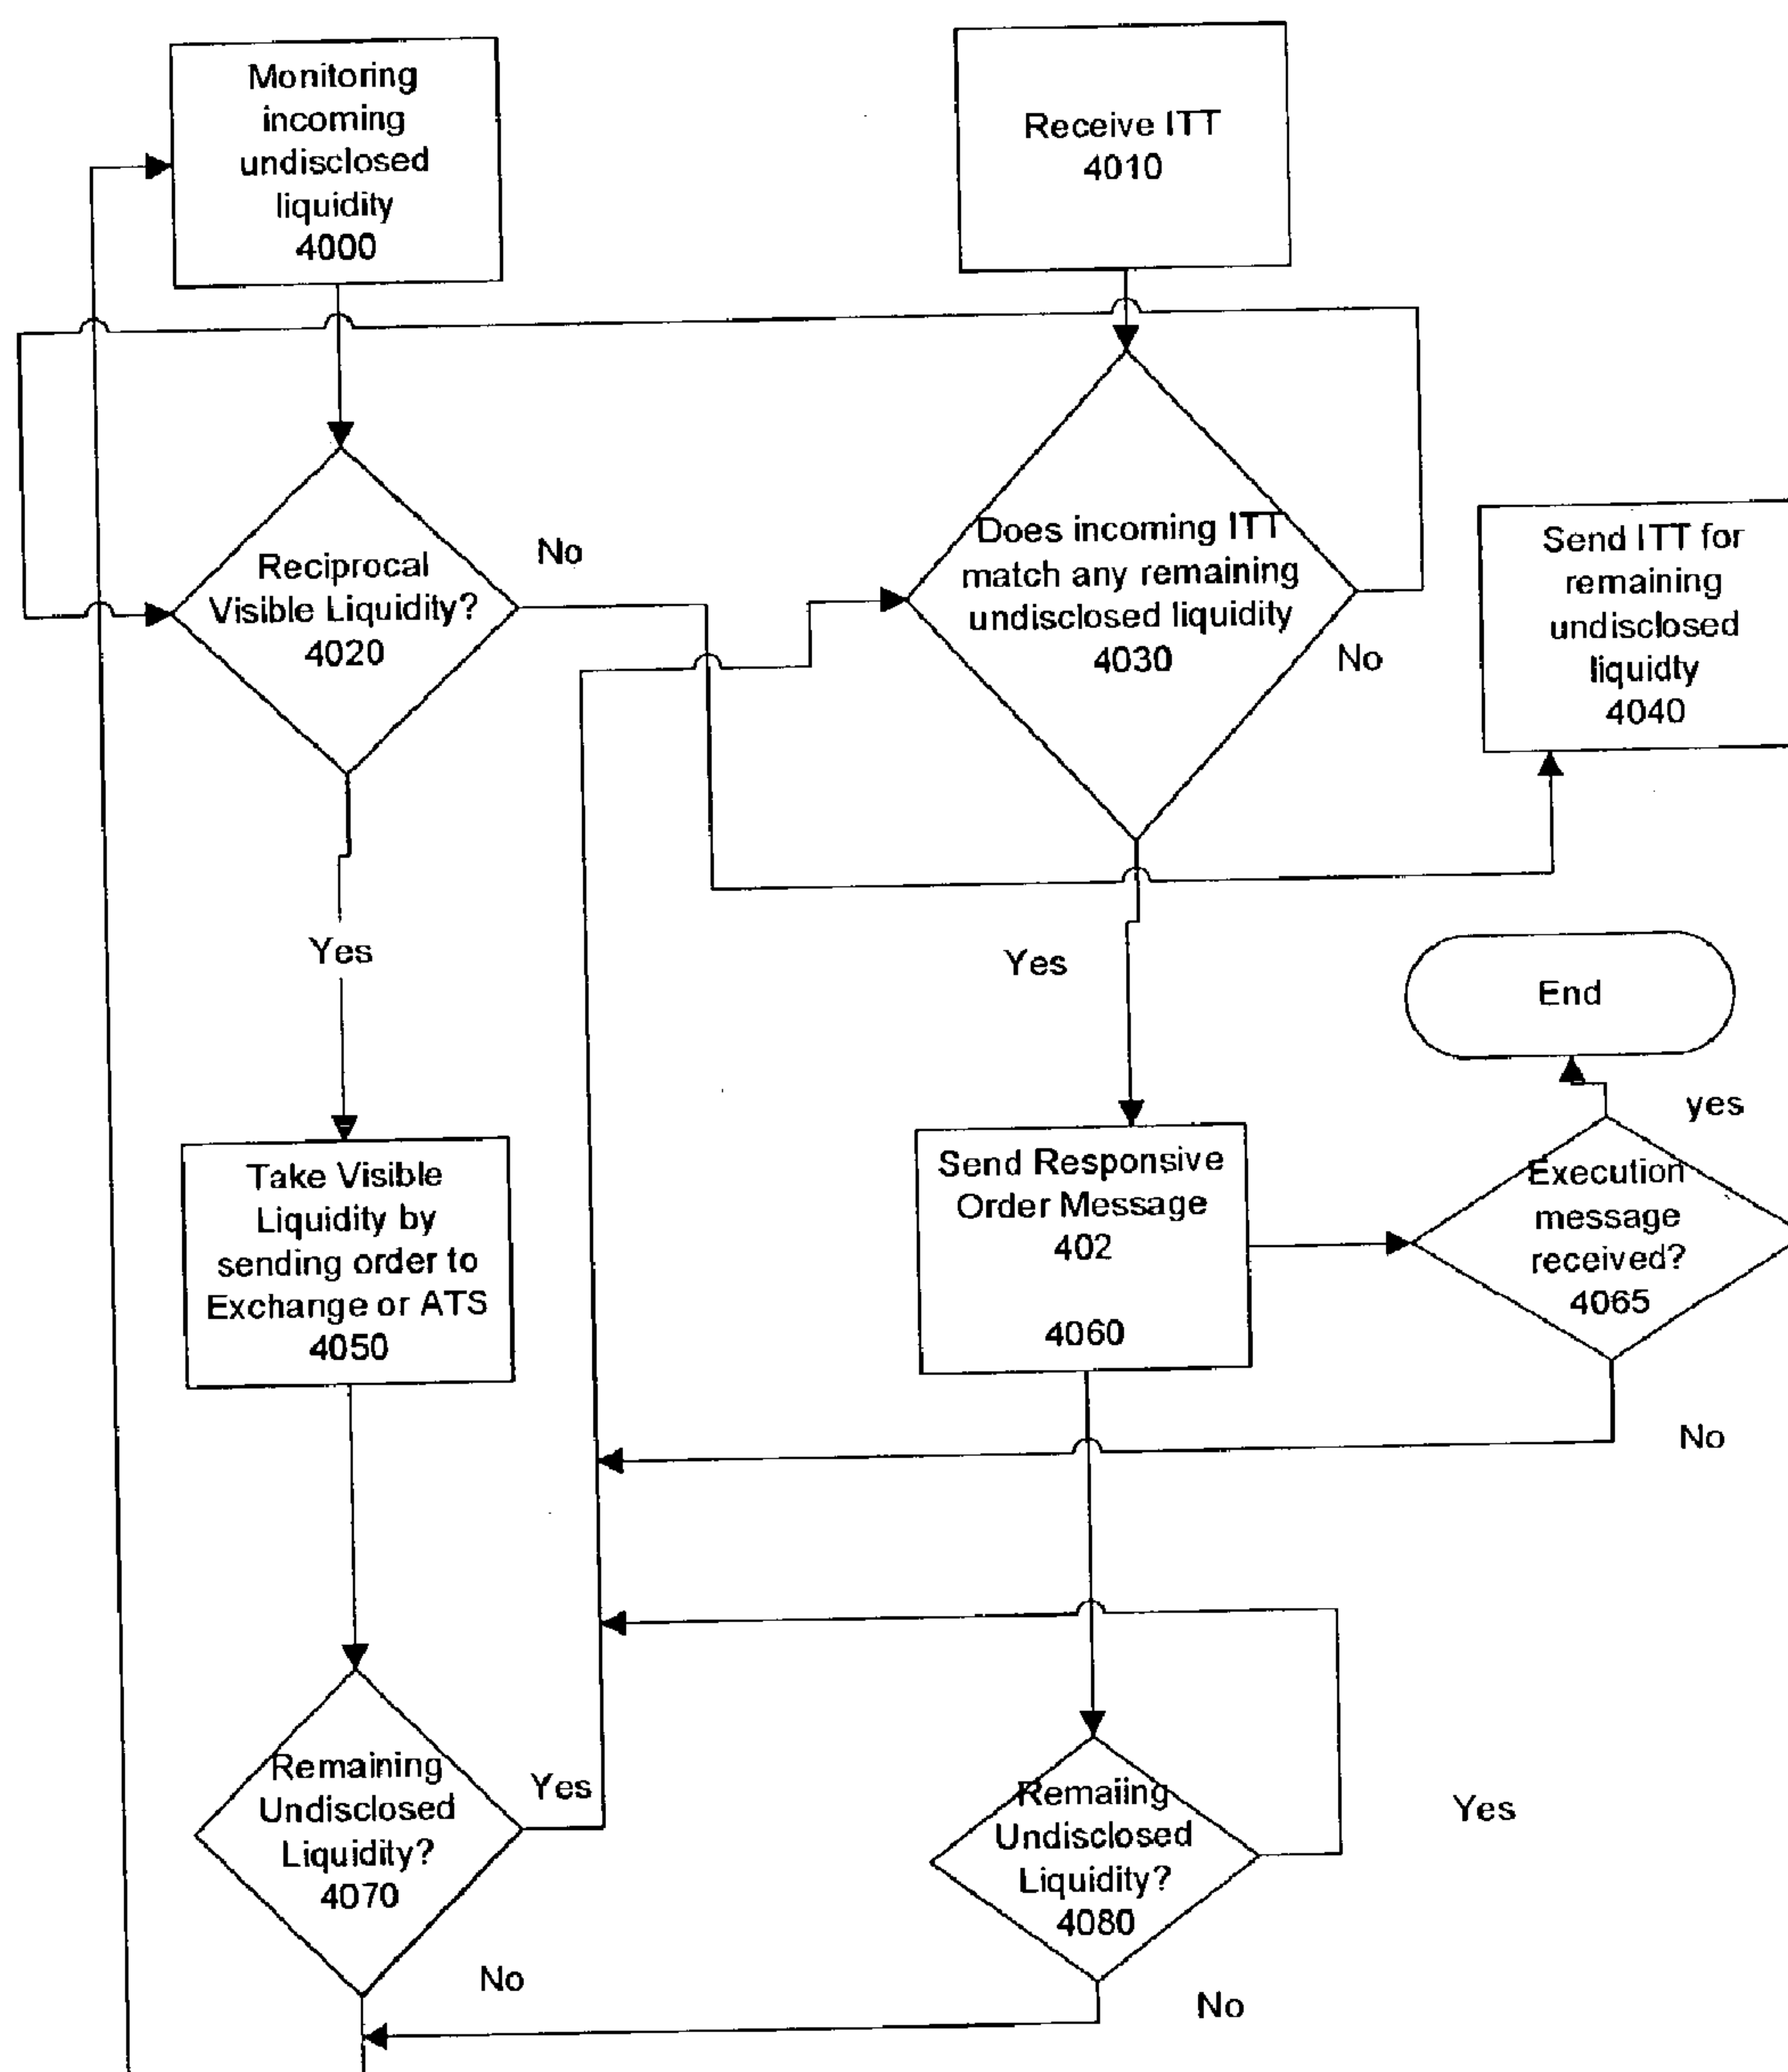 Monitoring
incoming
undisclosed
liquidity
4000
Receive ITT
4010
Reciprocal
Visible Liquidity?
4020
No
Does incoming ITT
match any remaining
undisclosed liquidity
4030
No
Send ITT for
remaining
undisclosed
liquidty
4040
Yes
Yes
End
yes
Take Visible
Liquidity by
sending order to
Exchange or ATS
4050
Send Responsive
Order Message
402
4060
Execution
message
received?
4065
No
Remaining
Undisclosed
Liquidity?
4070
Yes
Remaiing
Undisclosed
Liquidity?
4080
Yes
No
No